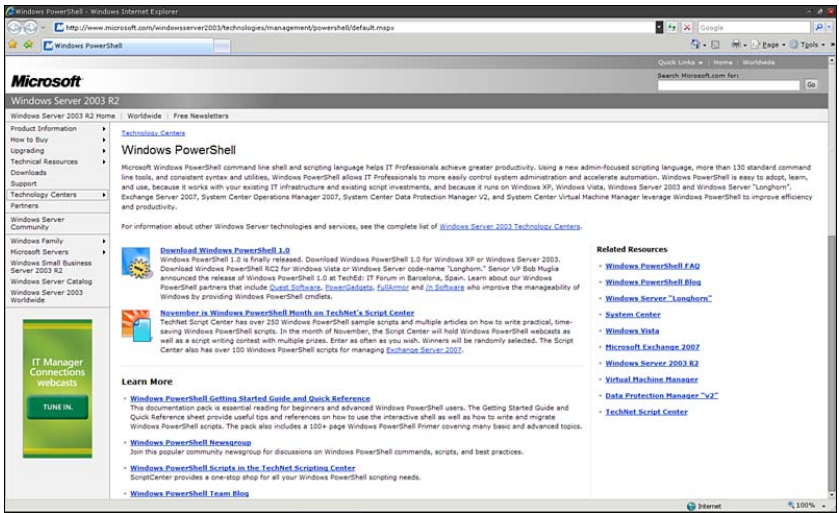 Windows PowerShell - Windows Internet Explorer
http://www.microsoft.com/windowsserver2003/technologies/management/powershell/default.mspx
Google
Windows PowerShell
Page
Tools
Quick Links | Home | Worldwide
Microsoft
Search Microsoft.com for:
Go
Windows Server 2003 R2
Windows Server 2003 R2 Home | Worldwide | Free Newsletters
Product Information
How to Buy
Upgrading
Technical Resources
Downloads
Support
Technology Centers
Partners
Windows Server
Community
Windows Family
Microsoft Servers
Windows Small Business
Server 2003 R2
Windows Server Catalog
Windows Server 2003
Worldwide
IT Manager
Connections
webcasts
TUNE IN.
Technology Centers
Windows PowerShell
Microsoft Windows PowerShell command line shell and scripting language helps IT Professionals achieve greater productivity. Using a new admin-focused scripting language, more than 130 standard command
line tools, and consistent syntax and utilities, Windows PowerShell allows IT Professionals to more easily control system administration and accelerate automation. Windows PowerShell is easy to adopt, learn,
and use, because it works with your existing IT infrastructure and existing script investments, and because it runs on Windows XP, Windows Vista, Windows Server 2003 and Windows Server "Longhorn".
Exchange Server 2007, System Center Operations Manager 2007, System Center Data Protection Manager V2, and System Center Virtual Machine Manager leverage Windows PowerShell to improve efficiency
and productivity.
For information about other Windows Server technologies and services, see the complete list of Windows Server 2003 Technology Centers.
Download Windows PowerShell 1.0
Windows PowerShell 1.0 is finally released. Download Windows PowerShell 1.0 for Windows XP or Windows Server 2003.
Download Windows PowerShell RC2 for Windows Vista or Windows Server code-name "Longhorn." Senior VP Bob Muglia
announced the release of Windows PowerShell 1.0 at TechEd: IT Forum in Barcelona, Spain. Learn about our Windows
PowerShell partners that include Quest Software, PowerGadgets, FullArmor and /n Software who improve the manageability of
Windows by providing Windows PowerShell cmdlets.
November is Windows PowerShell Month on TechNet's Script Center
TechNet Script Center has over 250 Windows PowerShell sample scripts and multiple articles on how to write practical, time-
saving Windows PowerShell scripts. In the month of November, the Script Center will hold Windows PowerShell webcasts as
well as a script writing contest with multiple prizes. Enter as often as you wish. Winners will be randomly selected. The Script
Center also has over 100 Windows PowerShell scripts for managing Exchange Server 2007.
Learn More
Windows PowerShell Getting Started Guide and Quick Reference
This documentation pack is essential reading for beginners and advanced Windows PowerShell users. The Getting Started Guide and
Quick Reference sheet provide useful tips and references on how to use the interactive shell as well as how to write and migrate
Windows PowerShell scripts. The pack also includes a 100+ page Windows PowerShell Primer covering many basic and advanced topics.
Windows PowerShell Newsgroup
Join this popular community newsgroup for discussions on Windows PowerShell commands, scripts, and best practices.
Windows PowerShell Scripts in the TechNet Scripting Center
ScriptCenter provides a one-stop shop for all your Windows PowerShell scripting needs.
Windows PowerShell Team Blog
Related Resources
Windows PowerShell FAQ
Windows PowerShell Blog
Windows Server "Longhorn"
System Center
Windows Vista
Microsoft Exchange 2007
Windows Server 2003 R2
Virtual Machine Manager
Data Protection Manager "v2"
TechNet Script Center
Internet
100%